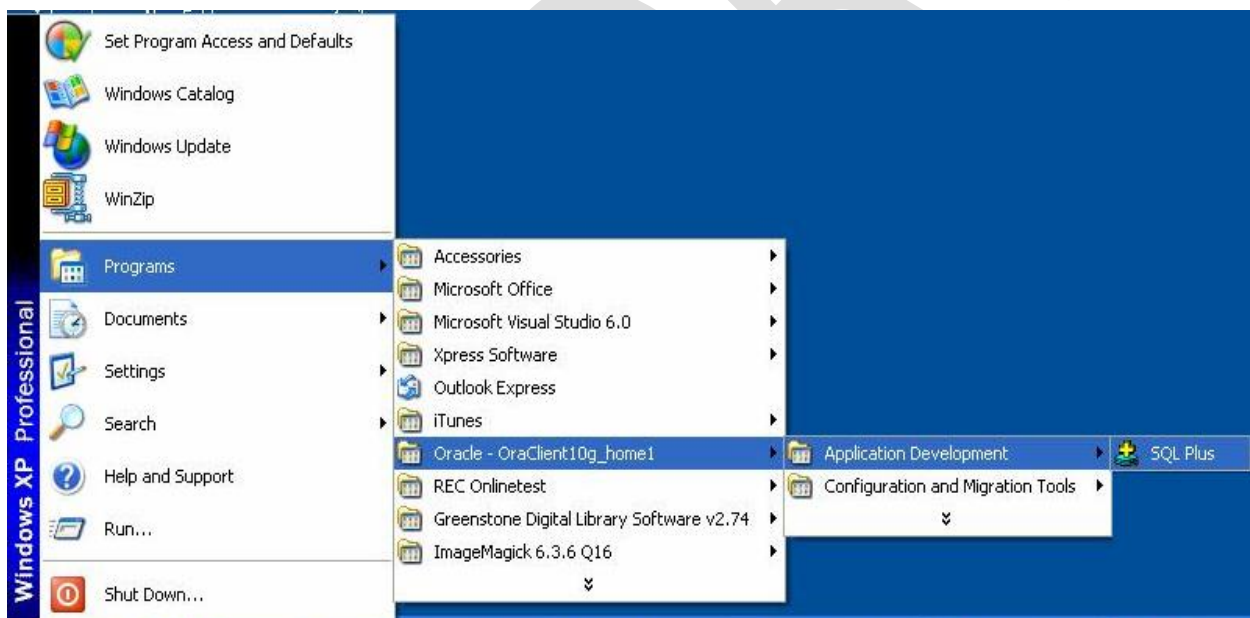 Set Program Access and Defaults
Windows Catalog
Windows Update
WinZip
Programs
Documents
Settings
Search
Help and Support
Run...
Shut Down...
Windows XP Professional
Accessories
Microsoft Office
Microsoft Visual Studio 6.0
Xpress Software
Outlook Express
iTunes
Oracle - OraClient10g_home1
REC Onlinetest
Greenstone Digital Library Software v2.74
ImageMagick 6.3.6 Q16
Application Development
Configuration and Migration Tools
SQL Plus